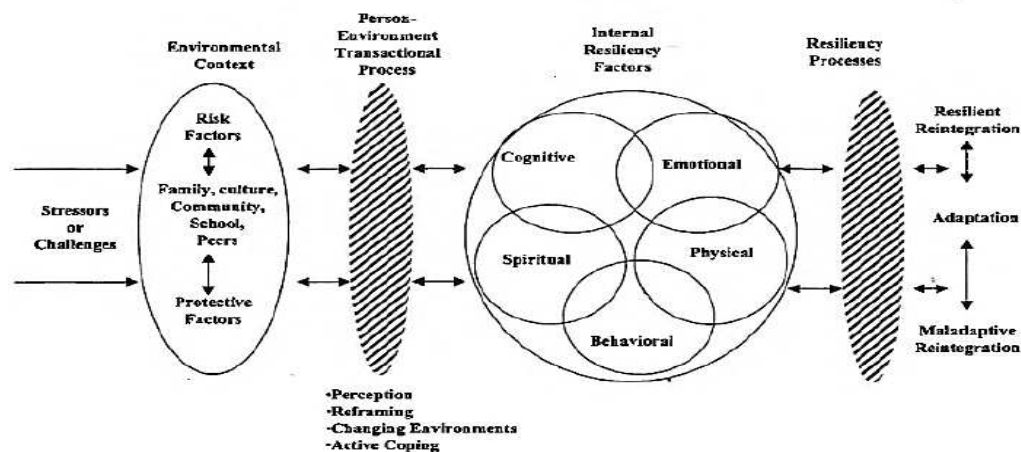 Stressors
or
Challenges
Environmental
Context
Risk
Factors
Family, culture,
Community,
School,
Peers
Protective
Factors
Person-
Environment
Transactional
Process
•Perception
•Reframing
•Changing Environments
•Active Coping
Internal
Resiliency
Factors
Cognitive
Emotional
Spiritual
Physical
Behavioral
Resiliency
Processes
Resilient
Reintegration
Adaptation
Maladaptive
Reintegration